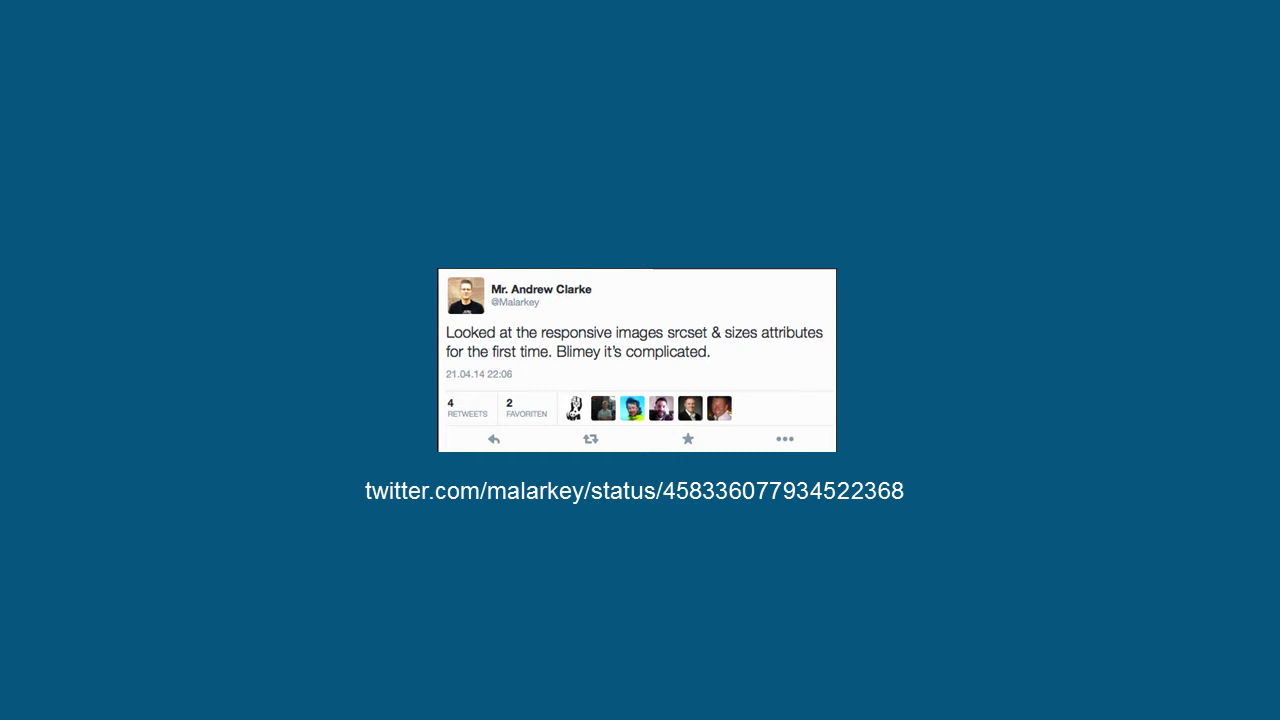 Mr. Andrew Clarke
@Malarkey
Looked at the responsive images srcset & sizes attributes
for the first time. Blimey it's complicated.
21.04.14 22:06
4
RETWEETS
2
FAVORITEN
twitter.com/malarkey/status/458336077934522368